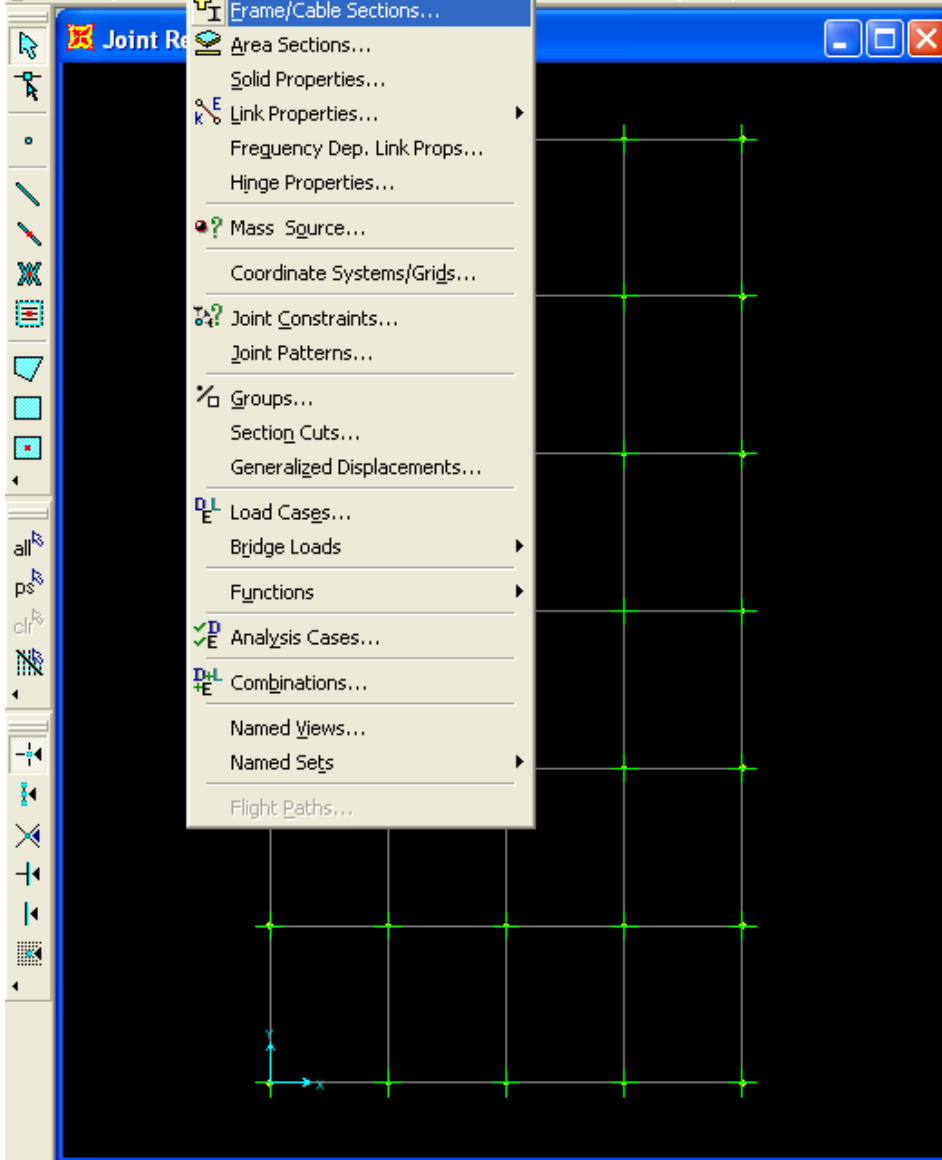 Frame/Cable Sections...
Joint Re
Area Sections...
Solid Properties...
Link Properties...
Frequency Dep. Link Props...
Hinge Properties...
Mass Source...
Coordinate Systems/Grids...
Joint Constraints...
Joint Patterns...
Groups...
Section Cuts...
Generalized Displacements...
Load Cases...
Bridge Loads
Functions
Analysis Cases...
Combinations...
Named Views...
Named Sets
Flight Paths...
all
ps
clr
Y
X